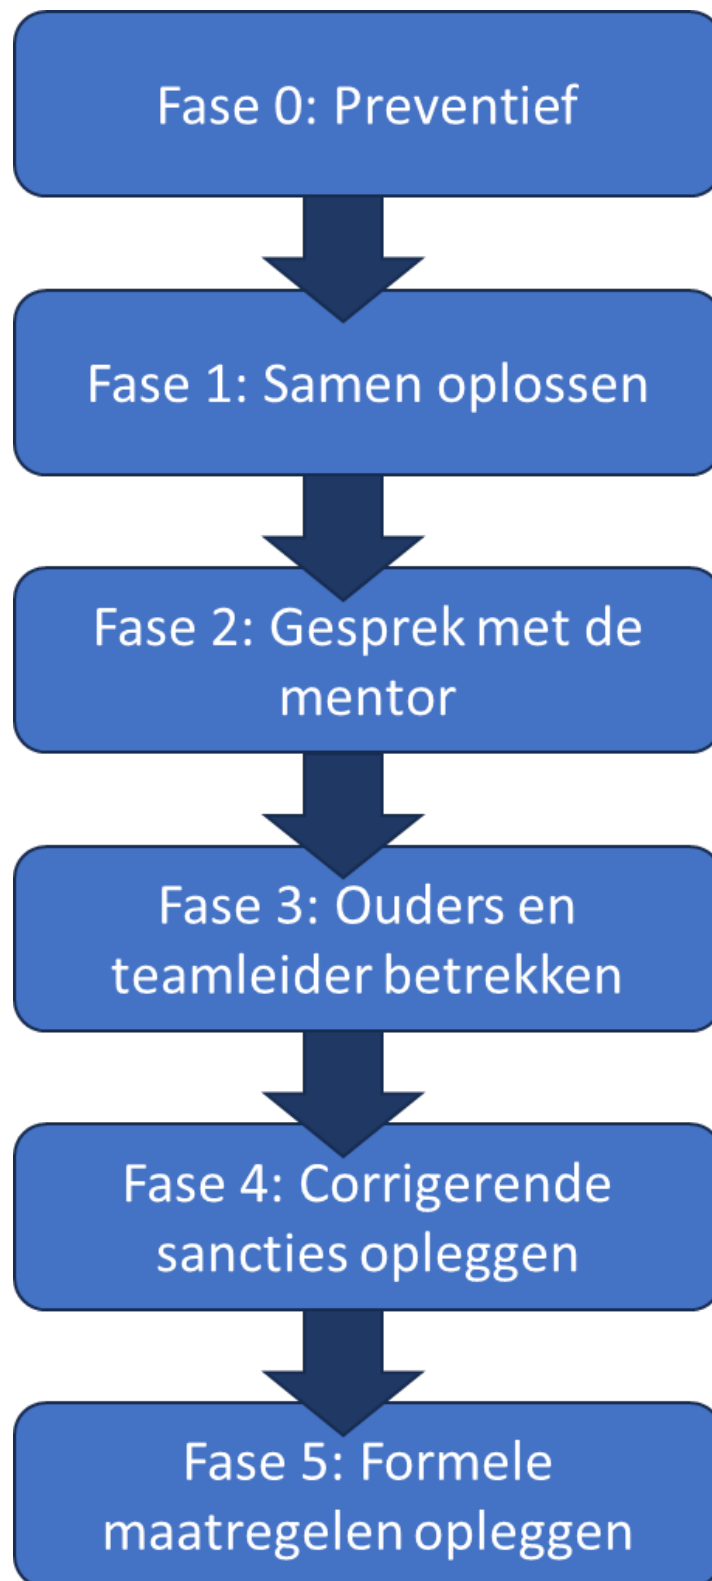 Fase 0: Preventief
Fase 1: Samen oplossen
Fase 2: Gesprek met de
mentor
Fase 3: Ouders en
teamleider betrekken
Fase 4: Corrigerende
sancties opleggen
Fase 5: Formele
maatregelen opleggen